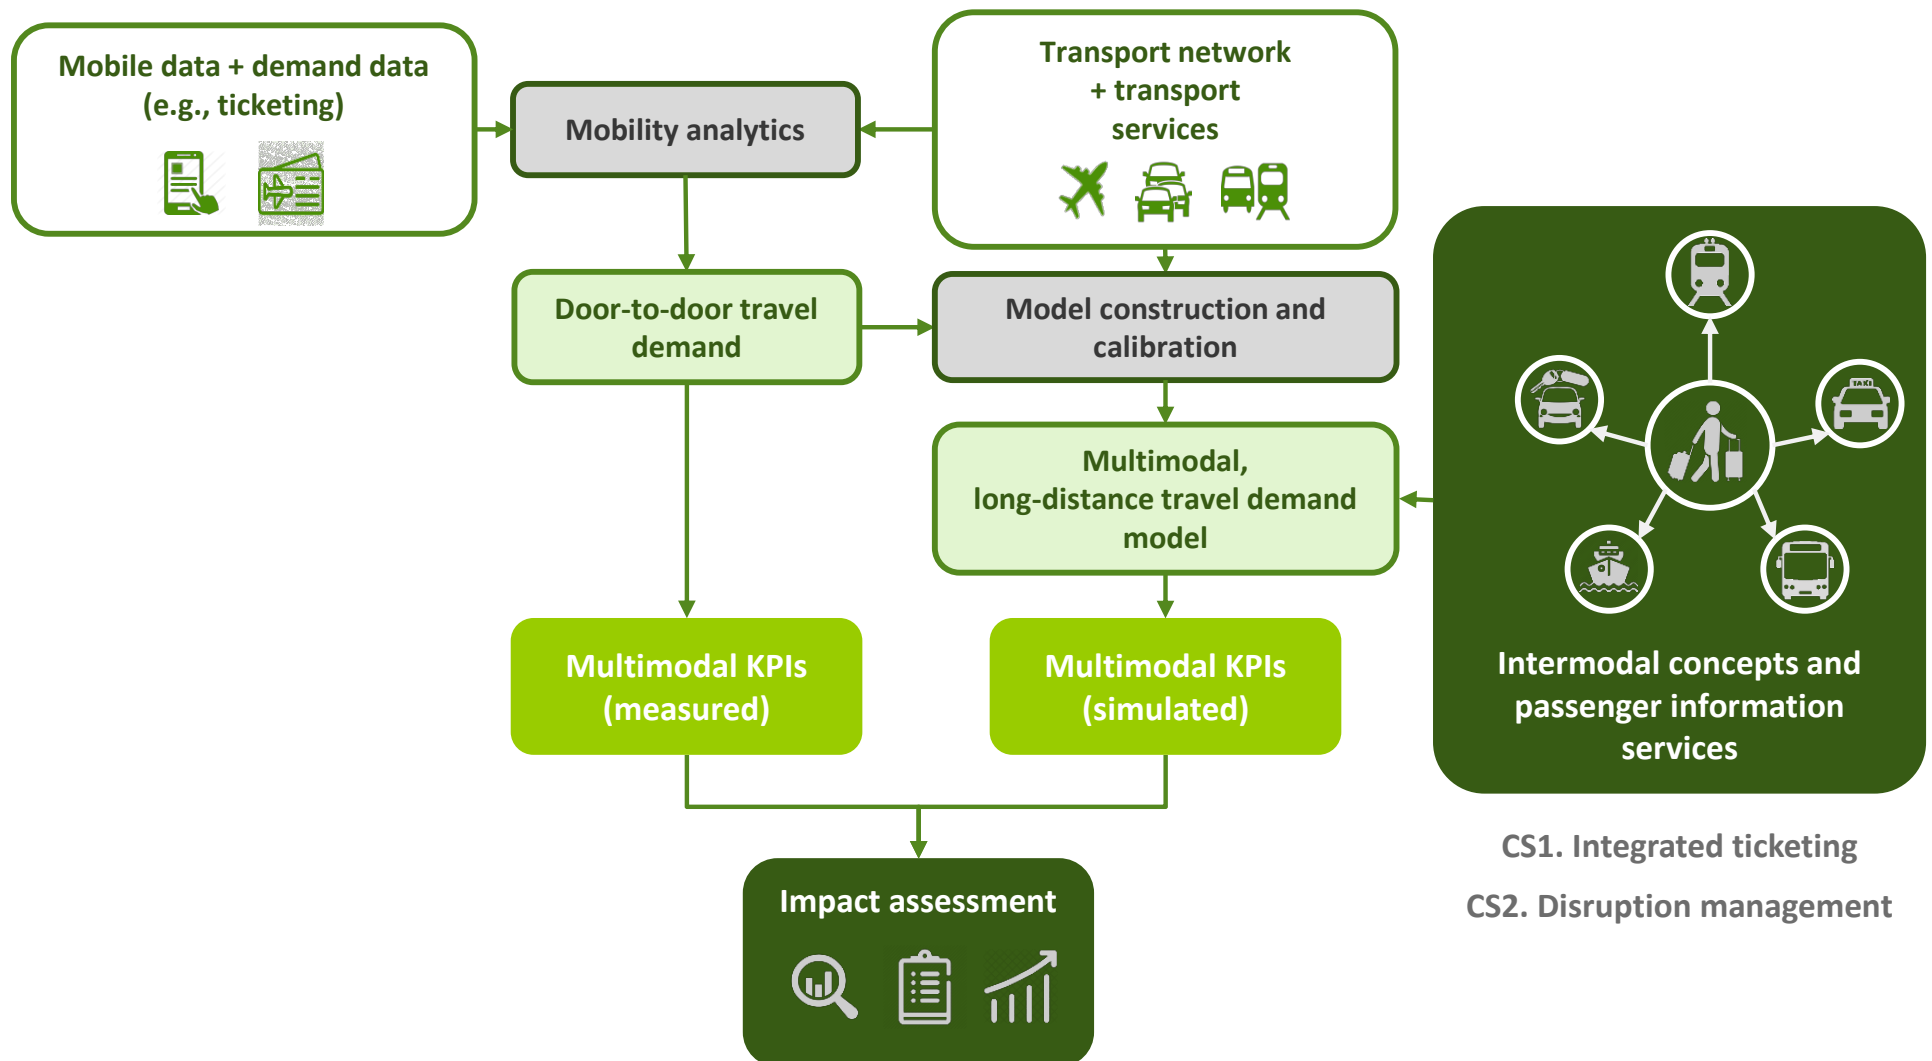 Mobile data + demand data
(e.g., ticketing)
Mobility analytics
Transport network
+ transport
services
Door-to-door travel
demand
Model construction and
calibration
Multimodal,
long-distance travel demand
model
TAXI
Intermodal concepts and
passenger information
services
Multimodal KPIs
(measured)
Multimodal KPIs
(simulated)
CS1. Integrated ticketing
CS2. Disruption management
Impact assessment